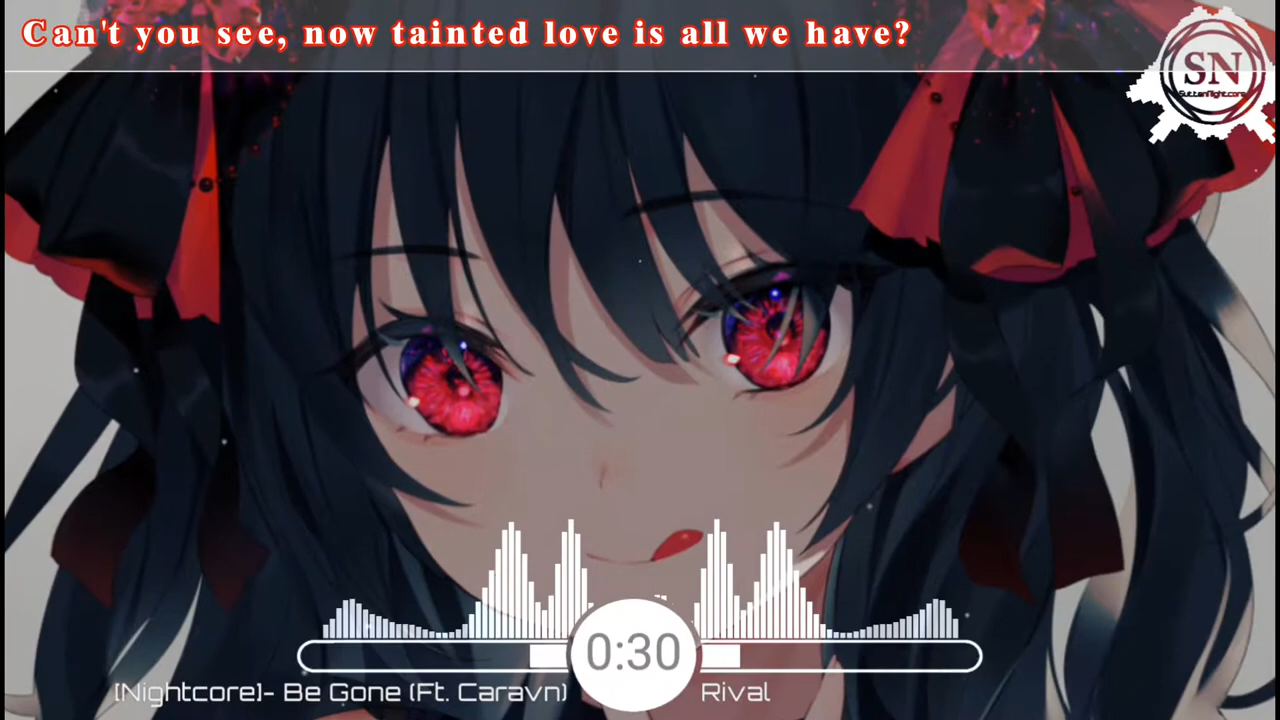 Can't you see, now tainted love is all we have?
SN
SuttenNightcore
0:30
[Nightcore]- Be Gone (Ft. Caravn)
Rival